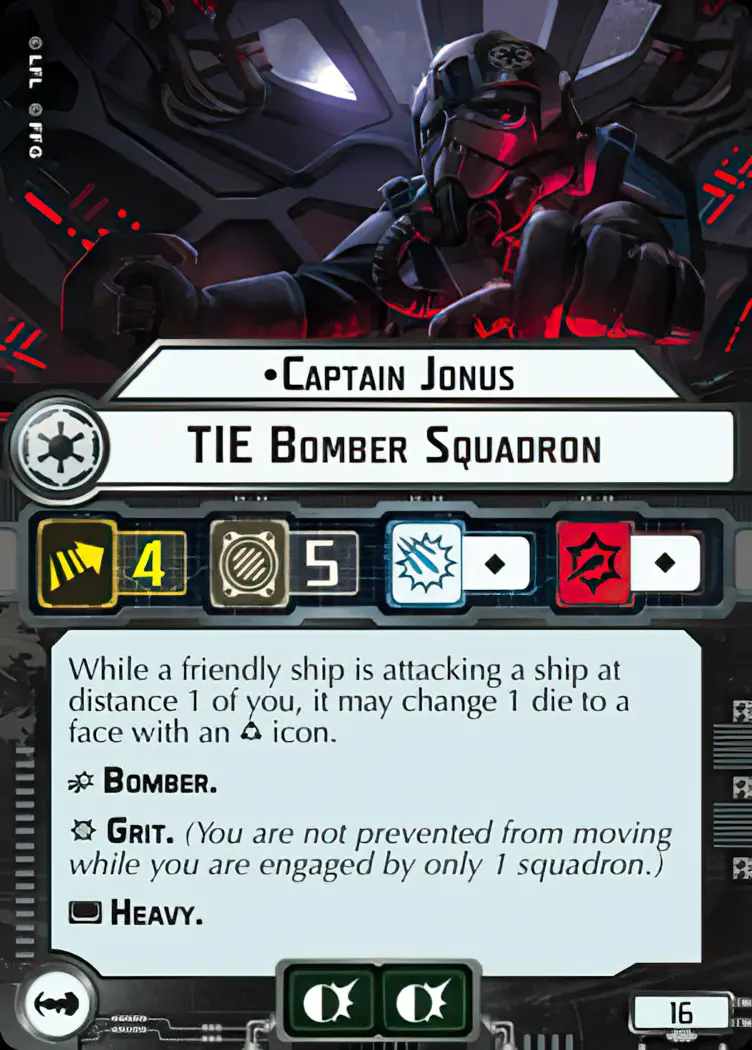 © LFL © FFG
•Captain Jonus
TIE Bomber Squadron
4
5
While a friendly ship is attacking a ship at
distance 1 of you, it may change 1 die to a
face with an icon.
Bomber.
Grit. (You are not prevented from moving
while you are engaged by only 1 squadron.)
Heavy.
16